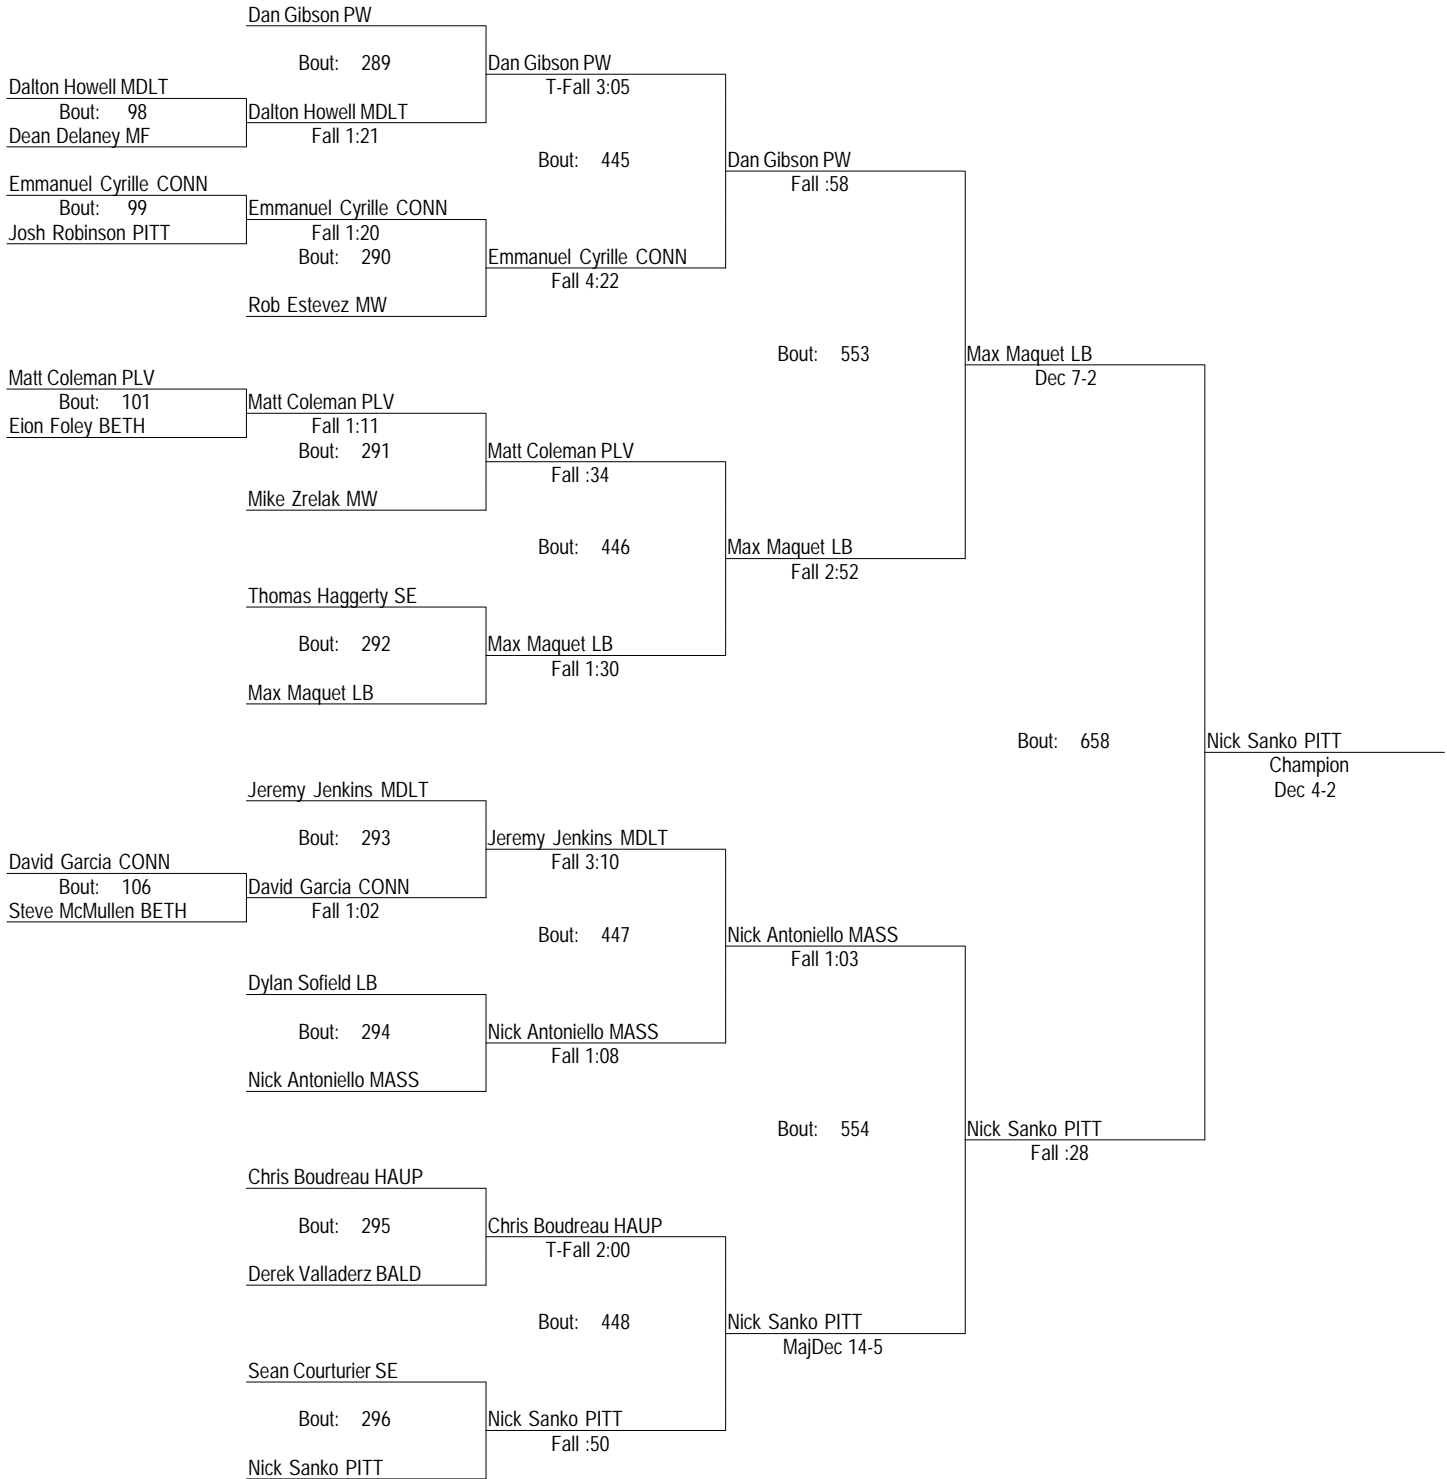 Dan Gibson PW
Bout: 289
Dan Gibson PW
T-Fall 3:05
Dalton Howell MDLT
Bout: 98
Dean Delaney MF
Dalton Howell MDLT
Fall 1:21
Bout: 445
Dan Gibson PW
Fall :58
Emmanuel Cyrille CONN
Bout: 99
Josh Robinson PITT
Emmanuel Cyrille CONN
Fall 1:20
Bout: 290
Emmanuel Cyrille CONN
Fall 4:22
Rob Estevez MW
Bout: 553
Max Maquet LB
Dec 7-2
Matt Coleman PLV
Bout: 101
Eion Foley BETH
Matt Coleman PLV
Fall 1:11
Bout: 291
Matt Coleman PLV
Fall :34
Mike Zrelak MW
Bout: 446
Max Maquet LB
Fall 2:52
Thomas Haggerty SE
Bout: 292
Max Maquet LB
Fall 1:30
Max Maquet LB
Bout: 658
Nick Sanko PITT
Champion
Dec 4-2
Jeremy Jenkins MDLT
Bout: 293
Jeremy Jenkins MDLT
Fall 3:10
David Garcia CONN
Bout: 106
Steve McMullen BETH
David Garcia CONN
Fall 1:02
Bout: 447
Nick Antoniello MASS
Fall 1:03
Dylan Sofield LB
Bout: 294
Nick Antoniello MASS
Fall 1:08
Nick Antoniello MASS
Bout: 554
Nick Sanko PITT
Fall :28
Chris Boudreau HAUP
Bout: 295
Chris Boudreau HAUP
T-Fall 2:00
Derek Valladerz BALD
Bout: 448
Nick Sanko PITT
MajDec 14-5
Sean Courturier SE
Bout: 296
Nick Sanko PITT
Fall :50
Nick Sanko PITT